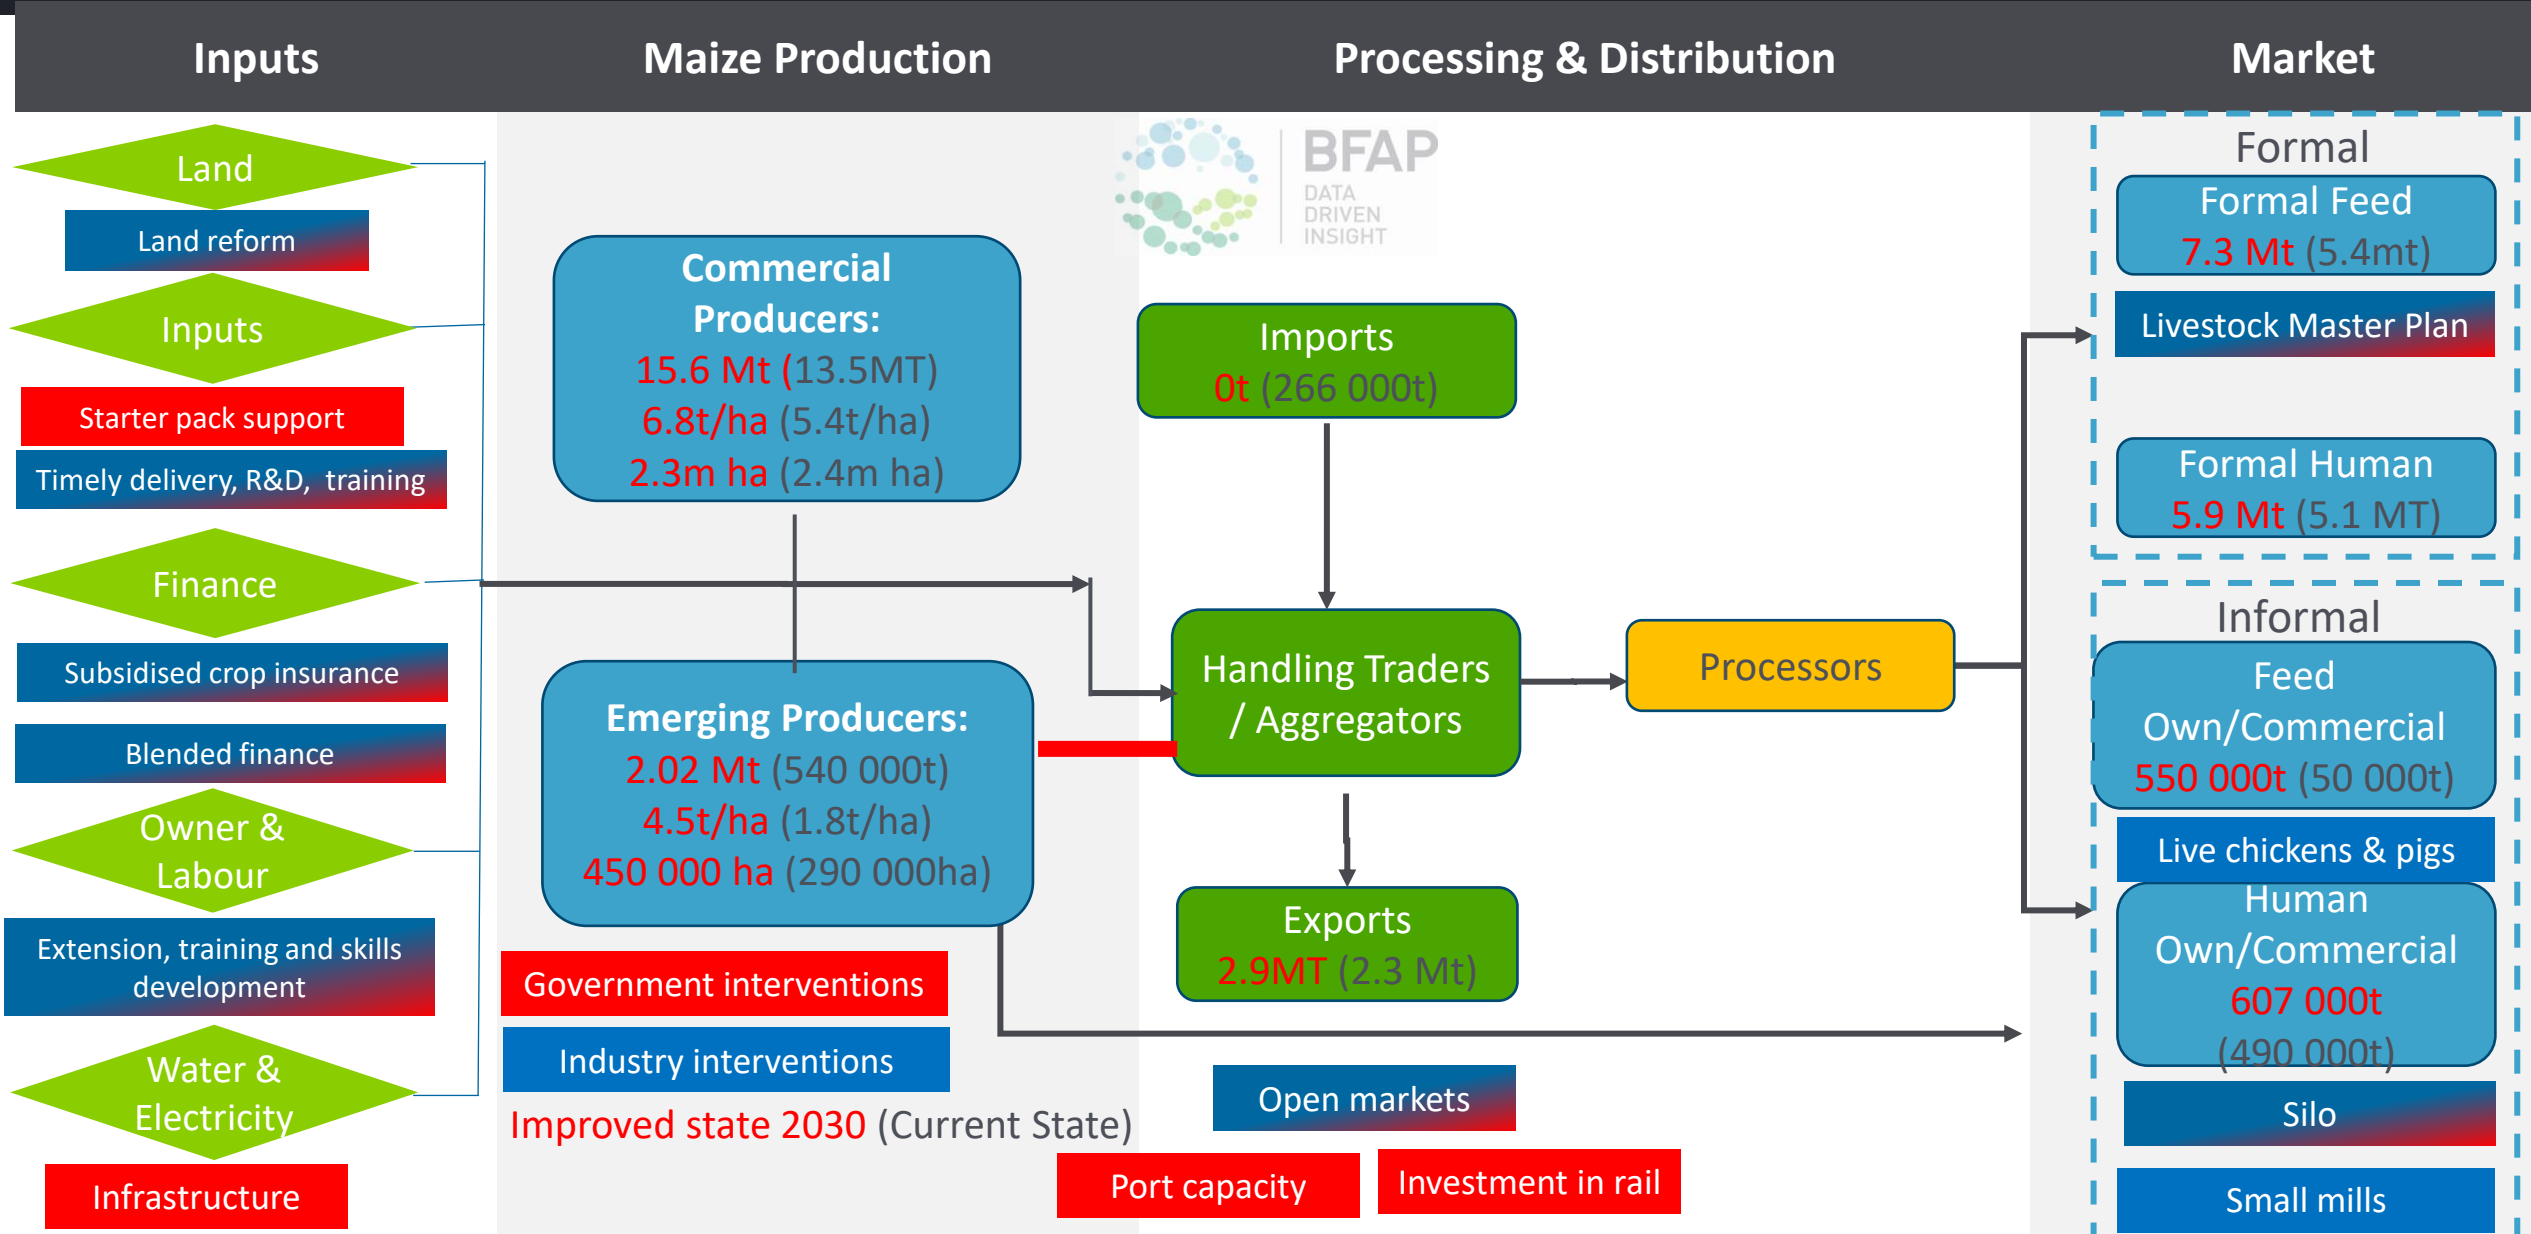 Inputs
Maize Production
Processing & Distribution
Market
Land
Land reform
Inputs
Starter pack support
Timely delivery, R&D, training
Finance
Subsidised crop insurance
Blended finance
Owner &
Labour
Extension, training and skills
development
Water &
Electricity
Infrastructure
Commercial
Producers:
15.6 Mt (13.5MT)
6.8t/ha (5.4t/ha)
2.3m ha (2.4m ha)
Emerging Producers:
2.02 Mt (540 000t)
4.5t/ha (1.8t/ha)
450 000 ha (290 000ha)
Government interventions
Industry interventions
Improved state 2030 (Current State)
BFAP
DATA
DRIVEN
INSIGHT
Imports
0t (266 000t)
Handling Traders
/ Aggregators
Processors
Exports
2.9MT (2.3 Mt)
Open markets
Port capacity
Investment in rail
Formal
Formal Feed
7.3 Mt (5.4mt)
Livestock Master Plan
Formal Human
5.9 Mt (5.1 MT)
Informal
Feed
Own/Commercial
550 000t (50 000t)
Live chickens & pigs
Human
Own/Commercial
607 000t
(490 000t)
Silo
Small mills